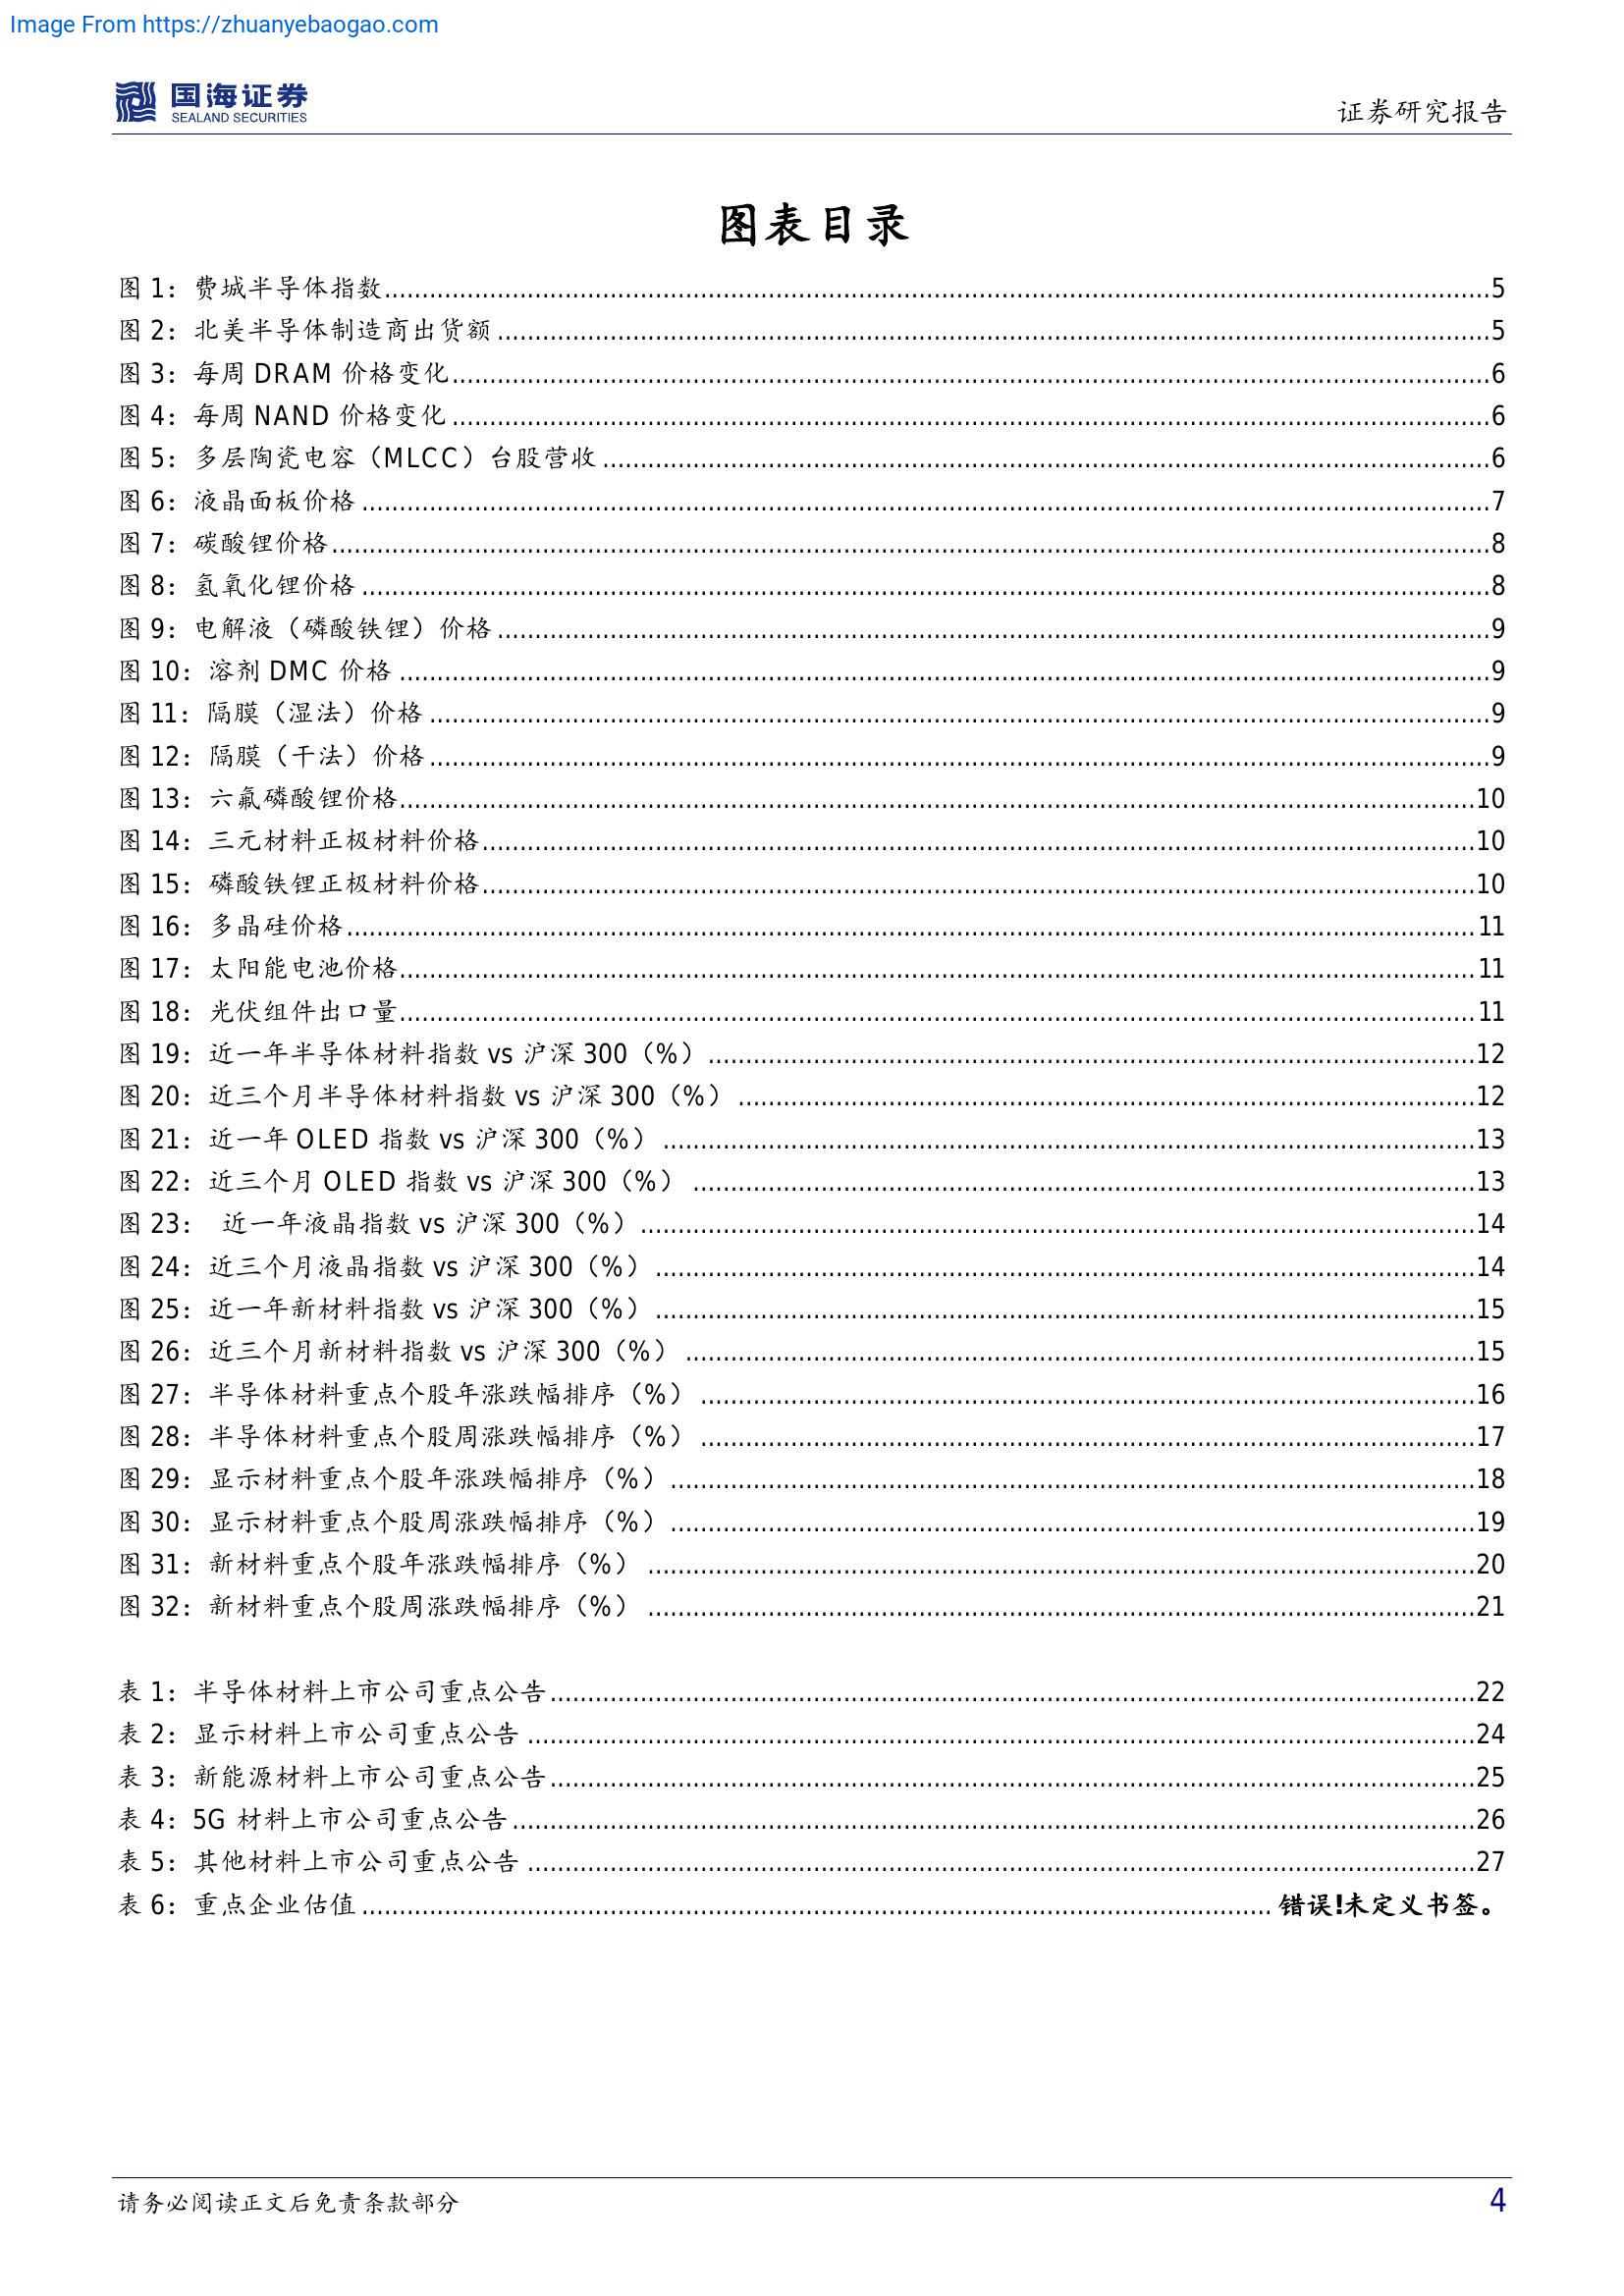 Image From https://zhuanyebaogao.com
国海证券
SEALAND SECURITIES
证券研究报告
图表目录
图 1：费城半导体指数........5
图 2：北美半导体制造商出货额........5
图 3：每周 DRAM 价格变化........6
图 4：每周 NAND 价格变化........6
图 5：多层陶瓷电容（MLCC）台股营收........6
图 6：液晶面板价格........7
图 7：碳酸锂价格........8
图 8：氢氧化锂价格........8
图 9：电解液（磷酸铁锂）价格........9
图 10：溶剂 DMC 价格........9
图 11：隔膜（湿法）价格........9
图 12：隔膜（干法）价格........9
图 13：六氟磷酸锂价格........10
图 14：三元材料正极材料价格........10
图 15：磷酸铁锂正极材料价格........10
图 16：多晶硅价格........11
图 17：太阳能电池价格........11
图 18：光伏组件出口量........11
图 19：近一年半导体材料指数 vs 沪深 300（%）........12
图 20：近三个月半导体材料指数 vs 沪深 300（%）........12
图 21：近一年 OLED 指数 vs 沪深 300（%）........13
图 22：近三个月 OLED 指数 vs 沪深 300（%）........13
图 23： 近一年液晶指数 vs 沪深 300（%）........14
图 24：近三个月液晶指数 vs 沪深 300（%）........14
图 25：近一年新材料指数 vs 沪深 300（%）........15
图 26：近三个月新材料指数 vs 沪深 300（%）........15
图 27：半导体材料重点个股年涨跌幅排序（%）........16
图 28：半导体材料重点个股周涨跌幅排序（%）........17
图 29：显示材料重点个股年涨跌幅排序（%）........18
图 30：显示材料重点个股周涨跌幅排序（%）........19
图 31：新材料重点个股年涨跌幅排序（%）........20
图 32：新材料重点个股周涨跌幅排序（%）........21
表 1：半导体材料上市公司重点公告........22
表 2：显示材料上市公司重点公告........24
表 3：新能源材料上市公司重点公告........25
表 4：5G 材料上市公司重点公告........26
表 5：其他材料上市公司重点公告........27
表 6：重点企业估值........错误!未定义书签。
请务必阅读正文后免责条款部分
4